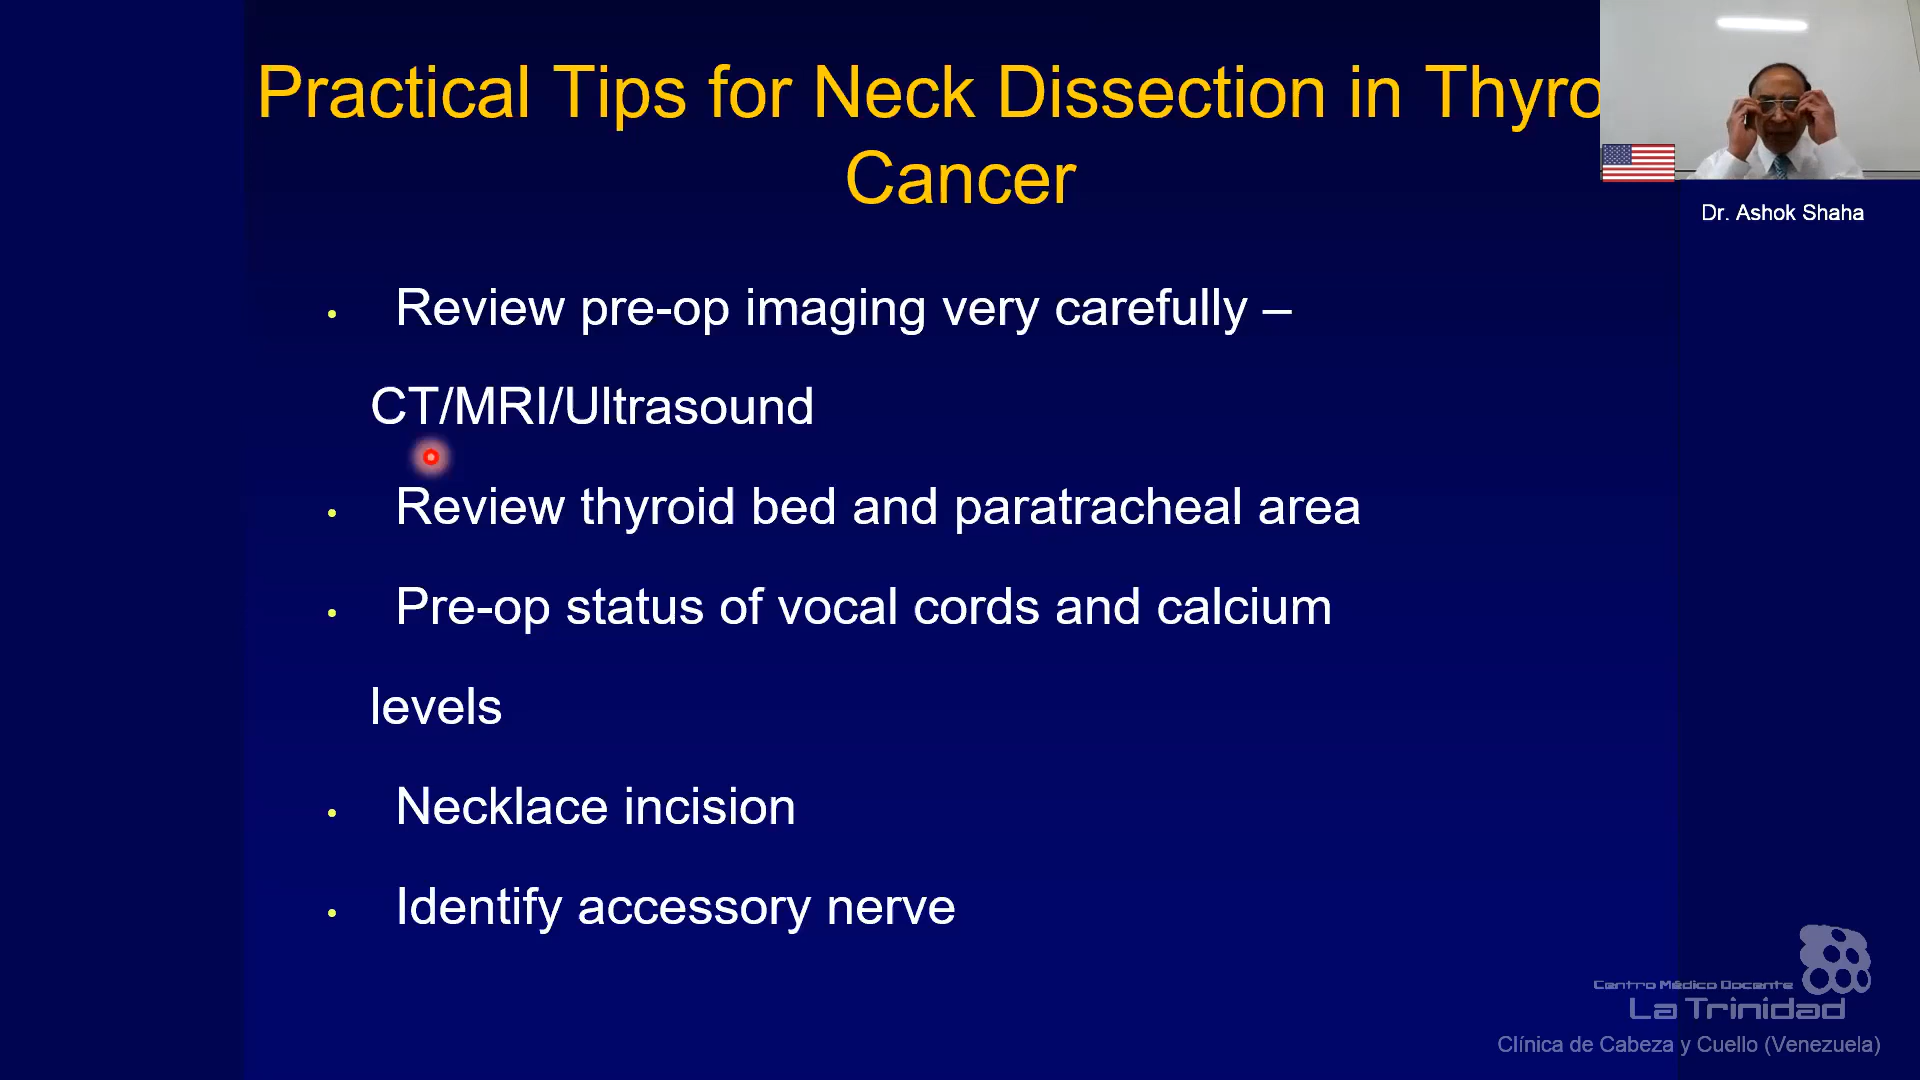 Practical Tips for Neck Dissection in Thyro
Cancer
Dr. Ashok Shaha
• Review pre-op imaging very carefully –
CT/MRI/Ultrasound
• Review thyroid bed and paratracheal area
• Pre-op status of vocal cords and calcium
levels
• Necklace incision
• Identify accessory nerve
Centro Médico Docente
La Trinidad
Clínica de Cabeza y Cuello (Venezuela)